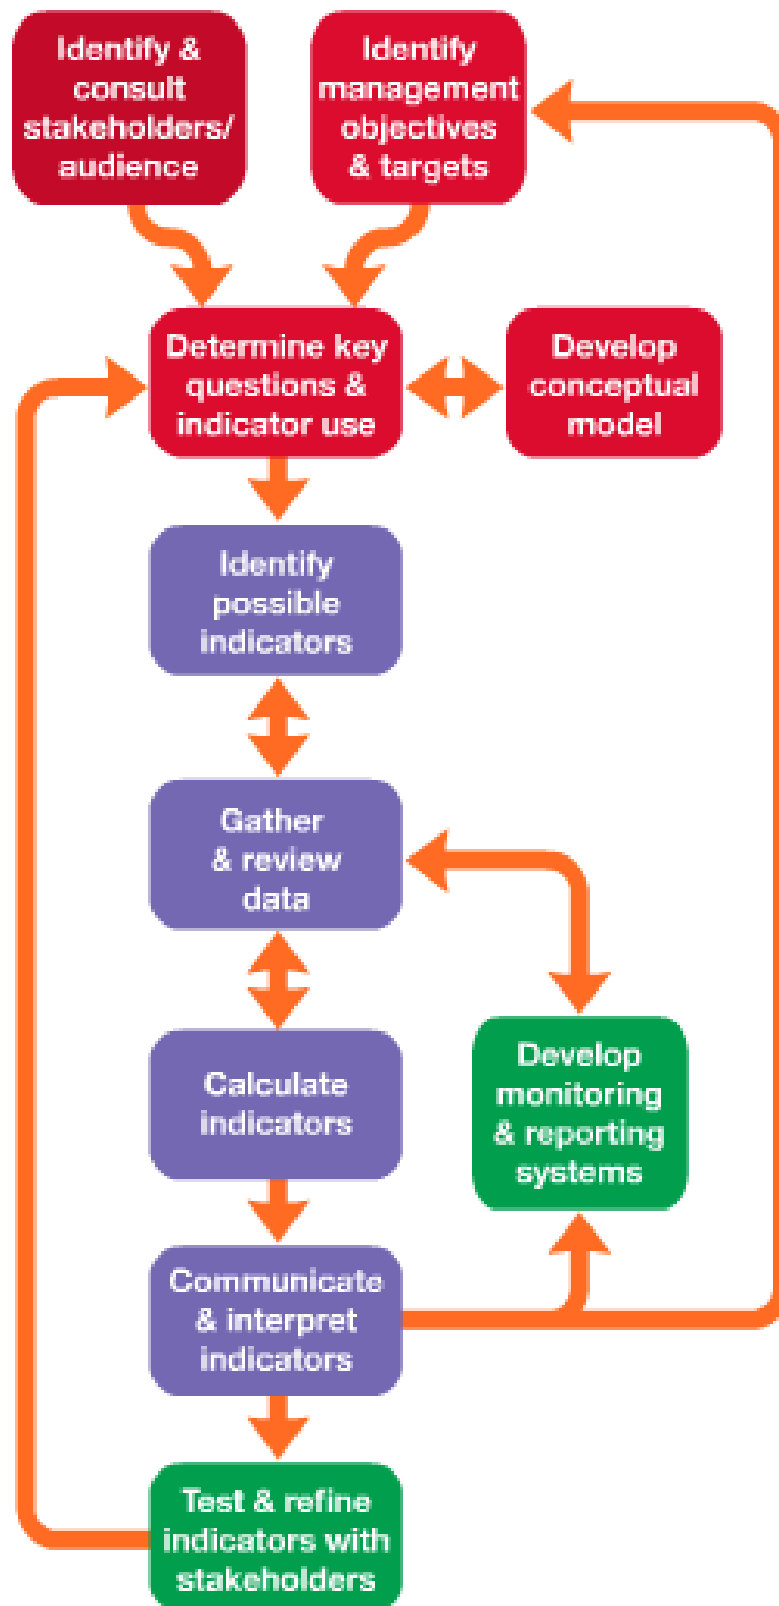 Identify &
consult
stakeholders/
audience
Identify
management
objectives
& targets
Determine key
questions &
indicator use
Develop
conceptual
model
Identify
possible
indicators
Gather
& review
data
Calculate
indicators
Develop
monitoring
& reporting
systems
Communicate
& interpret
indicators
Test & refine
indicators with
stakeholders